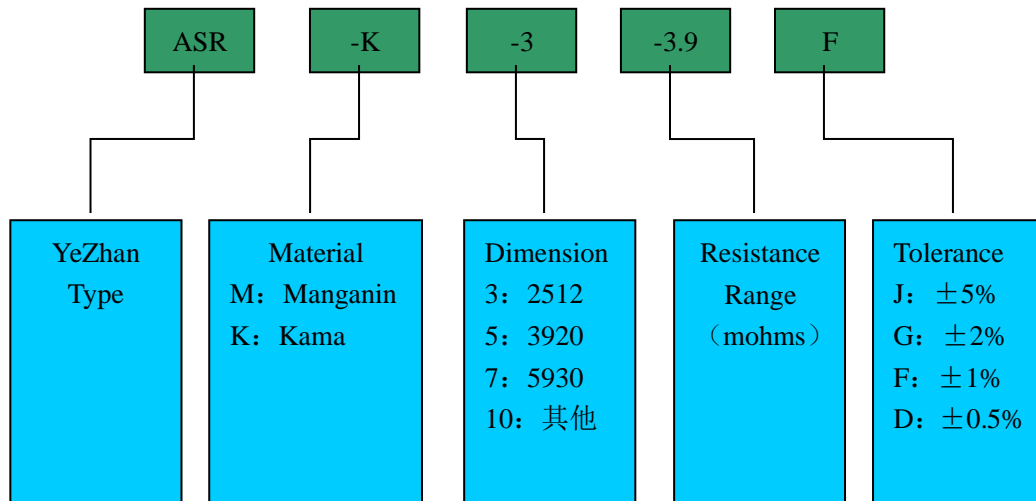 ASR
-K
-3
-3.9
F
YeZhan
Type
Material
M：Manganin
K：Kama
Dimension
3：2512
5：3920
7：5930
10：其他
Resistance
Range
（mohms）
Tolerance
J：±5%
G：±2%
F：±1%
D：±0.5%